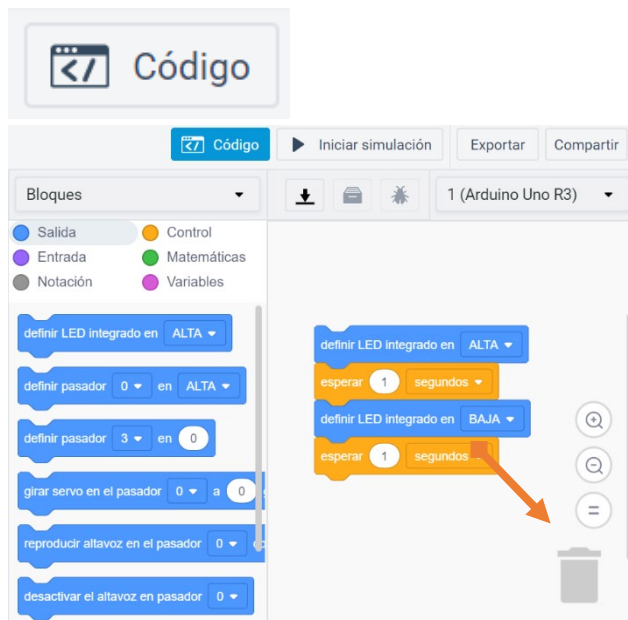 Código
Código Iniciar simulación Exportar Compartir
Bloques 1 (Arduino Uno R3)
Salida Control
Entrada Matemáticas
Notación Variables
definir LED integrado en ALTA
definir pasador 0 en ALTA
definir pasador 3 en 0
girar servo en el pasador 0 a 0
reproducir altavoz en el pasador 0
desactivar el altavoz en pasador 0
definir LED integrado en ALTA
esperar 1 segundos
definir LED integrado en BAJA
esperar 1 segundos